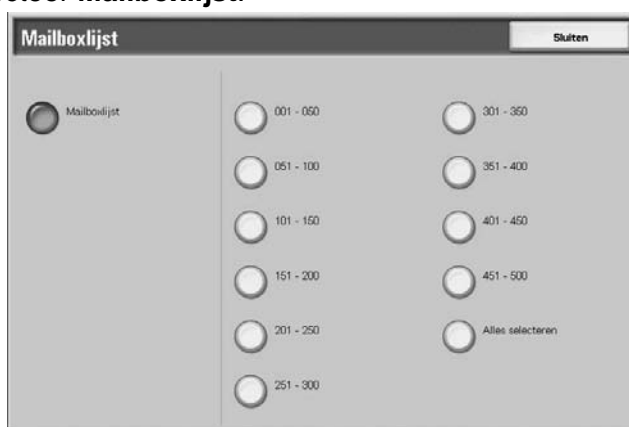 Mailboxlijst
Sluiten
Mailboxlijst
001 - 050
051 - 100
101 - 150
151 - 200
201 - 250
251 - 300
301 - 350
351 - 400
401 - 450
451 - 500
Alles selecteren